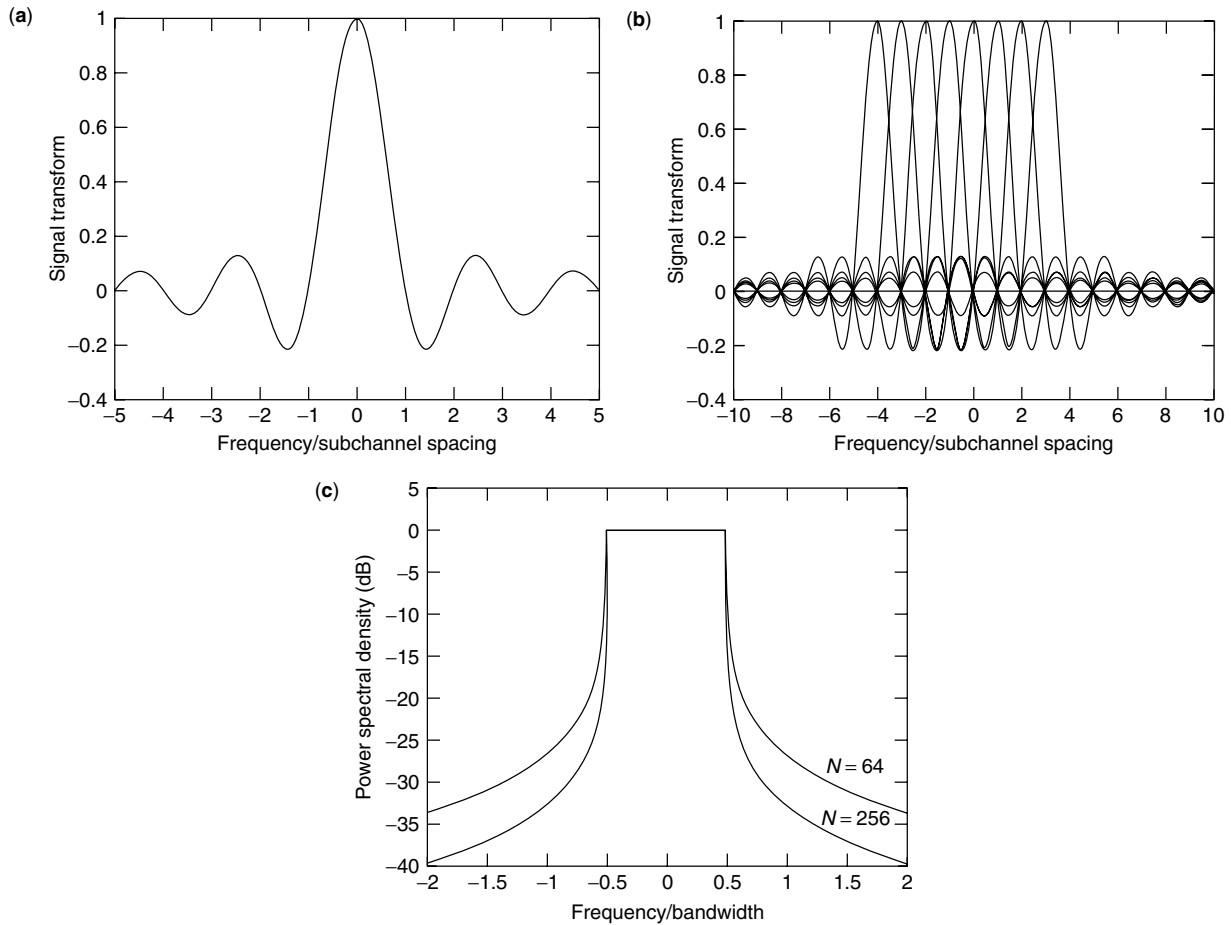 (a)
1
0.8
0.6
0.4
0.2
0
−0.2
−0.4
Signal transform
−5 −4 −3 −2 −1 0 1 2 3 4 5
Frequency/subchannel spacing
(b)
1
0.8
0.6
0.4
0.2
0
−0.2
−0.4
Signal transform
−10 −8 −6 −4 −2 0 2 4 6 8 10
Frequency/subchannel spacing
(c)
5
0
−5
−10
−15
−20
−25
−30
−35
−40
Power spectral density (dB)
N = 64
N = 256
−2 −1.5 −1 −0.5 0 0.5 1 1.5 2
Frequency/bandwidth